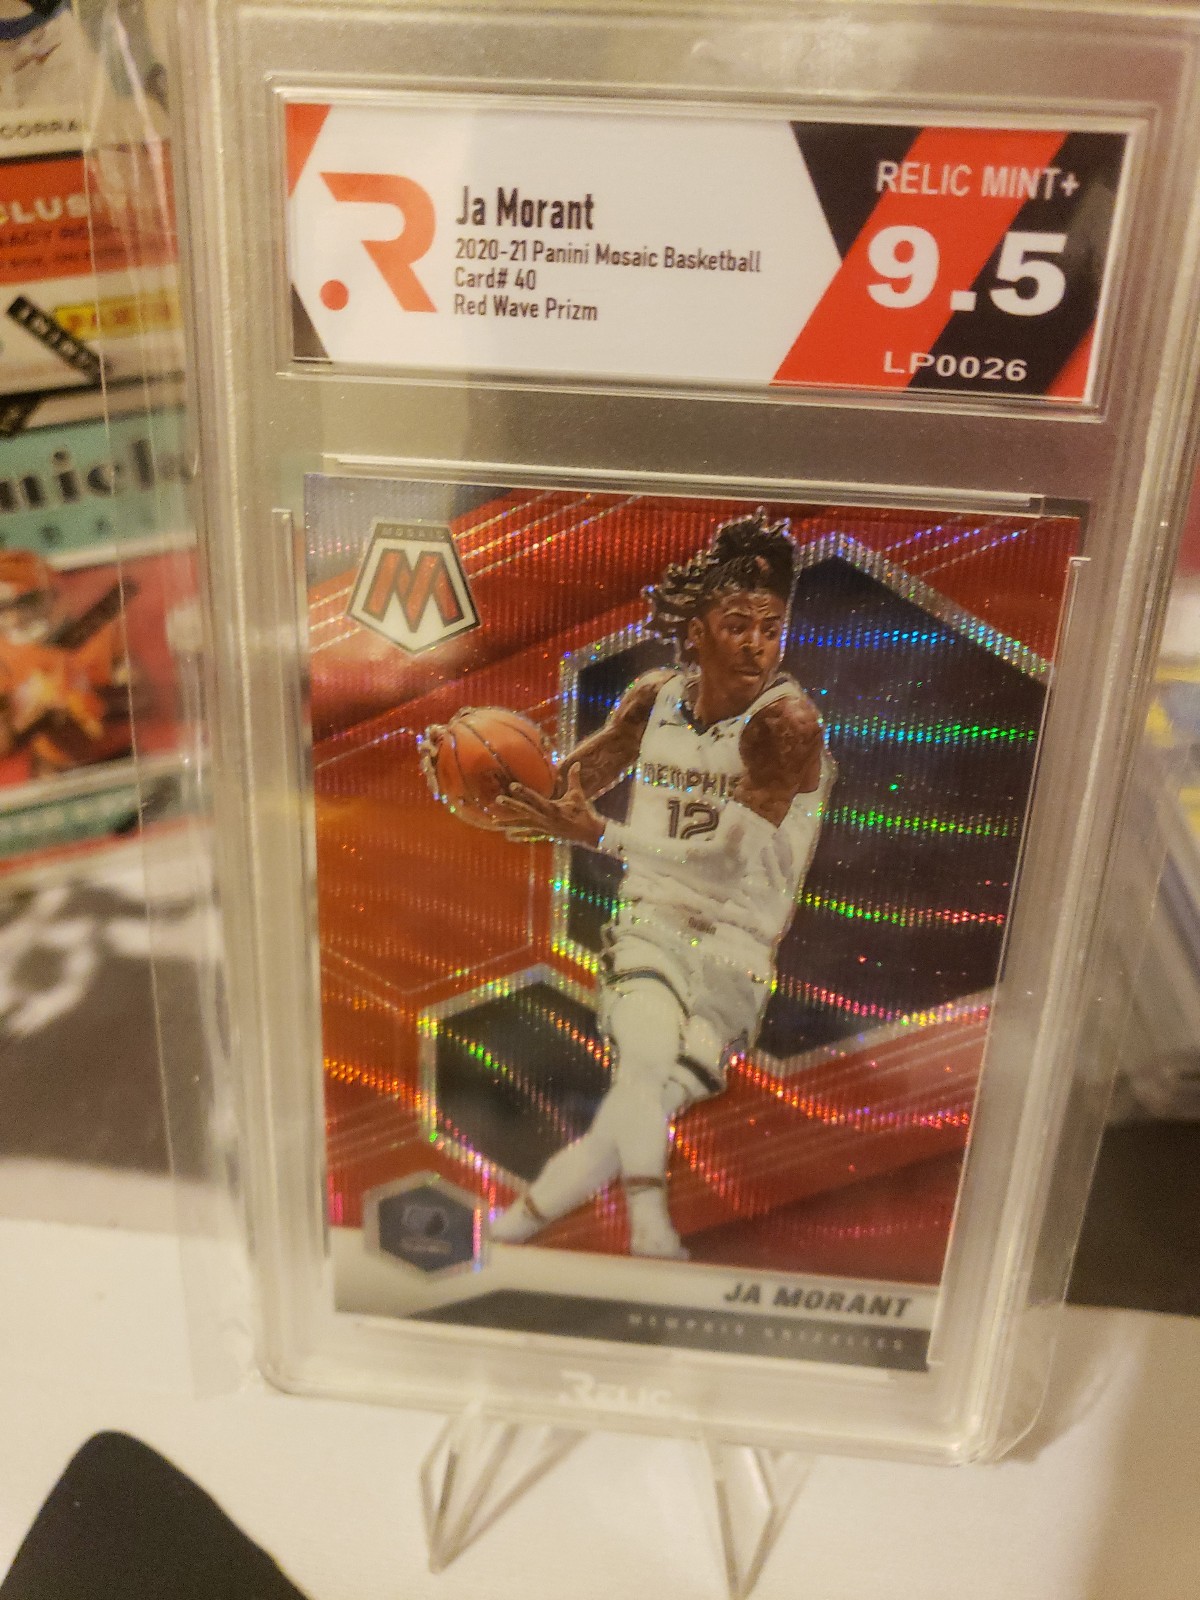 Ja Morant
2020-21 Panini Mosaic Basketball
Card# 40
Red Wave Prizm
RELIC MINT+
9.5
LP0026
MOSAIC
M
MEMPHIS
12
JA MORANT
MEMPHIS GRIZZLIES
RELIC
CORRAL